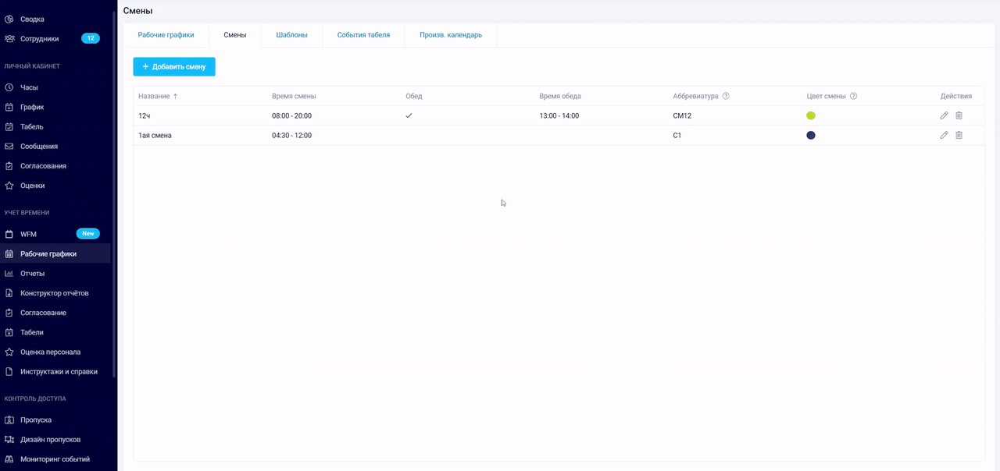 Сводка
Сотрудники 12
ЛИЧНЫЙ КАБИНЕТ
Часы
График
Табель
Сообщения
Согласования
Оценки
УЧЕТ ВРЕМЕНИ
WFM New
Рабочие графики
Отчеты
Конструктор отчётов
Согласование
Табели
Оценка персонала
Инструктажи и справки
КОНТРОЛЬ ДОСТУПА
Пропуска
Дизайн пропусков
Мониторинг событий
Смены
Рабочие графики Смены Шаблоны События табеля Произв. календарь
+ Добавить смену
Название ↑ Время смены Обед Время обеда Аббревиатура ? Цвет смены ? Действия
12ч 08:00 - 20:00 ✓ 13:00 - 14:00 СМ12
1ая смена 04:30 - 12:00 С1